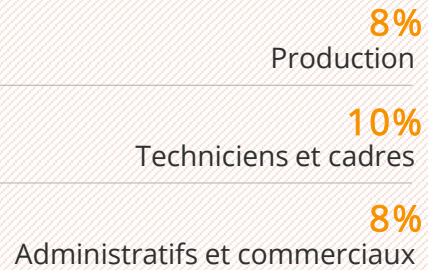 8%
Production
10%
Techniciens et cadres
8%
Administratifs et commerciaux